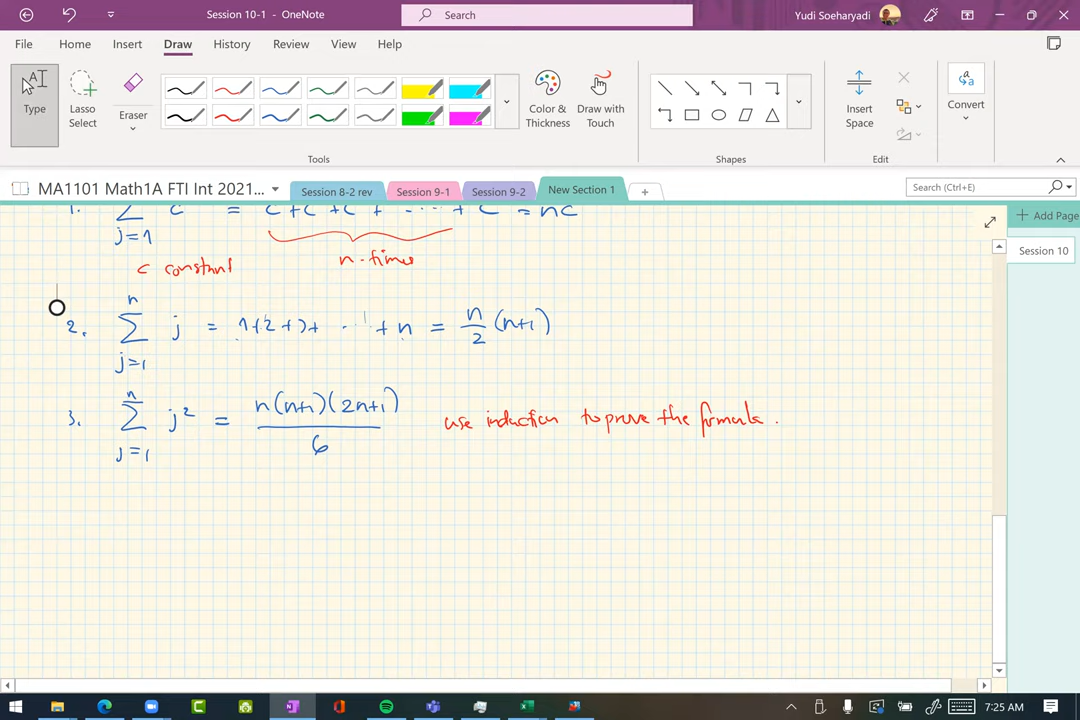 Session 10-1 - OneNote
Search
Yudi Soeharyadi
File Home Insert Draw History Review View Help
Type
Lasso Select
Eraser
Color & Thickness
Draw with Touch
Insert Space
Convert
Tools
Shapes
Edit
MA1101 Math1A FTI Int 2021...
Session 8-2 rev
Session 9-1
Session 9-2
New Section 1
Search (Ctrl+E)
Add Page
Session 10
1. ∑ j=1 c = c+c+c+ ..... + c = nc
n-times
c constant
2. ∑ n j=1 j = 1+2+3+ ... + n = n/2 (n+1)
3. ∑ n j=1 j² = n(n+1)(2n+1) / 6 use induction to prove the formula.
7:25 AM